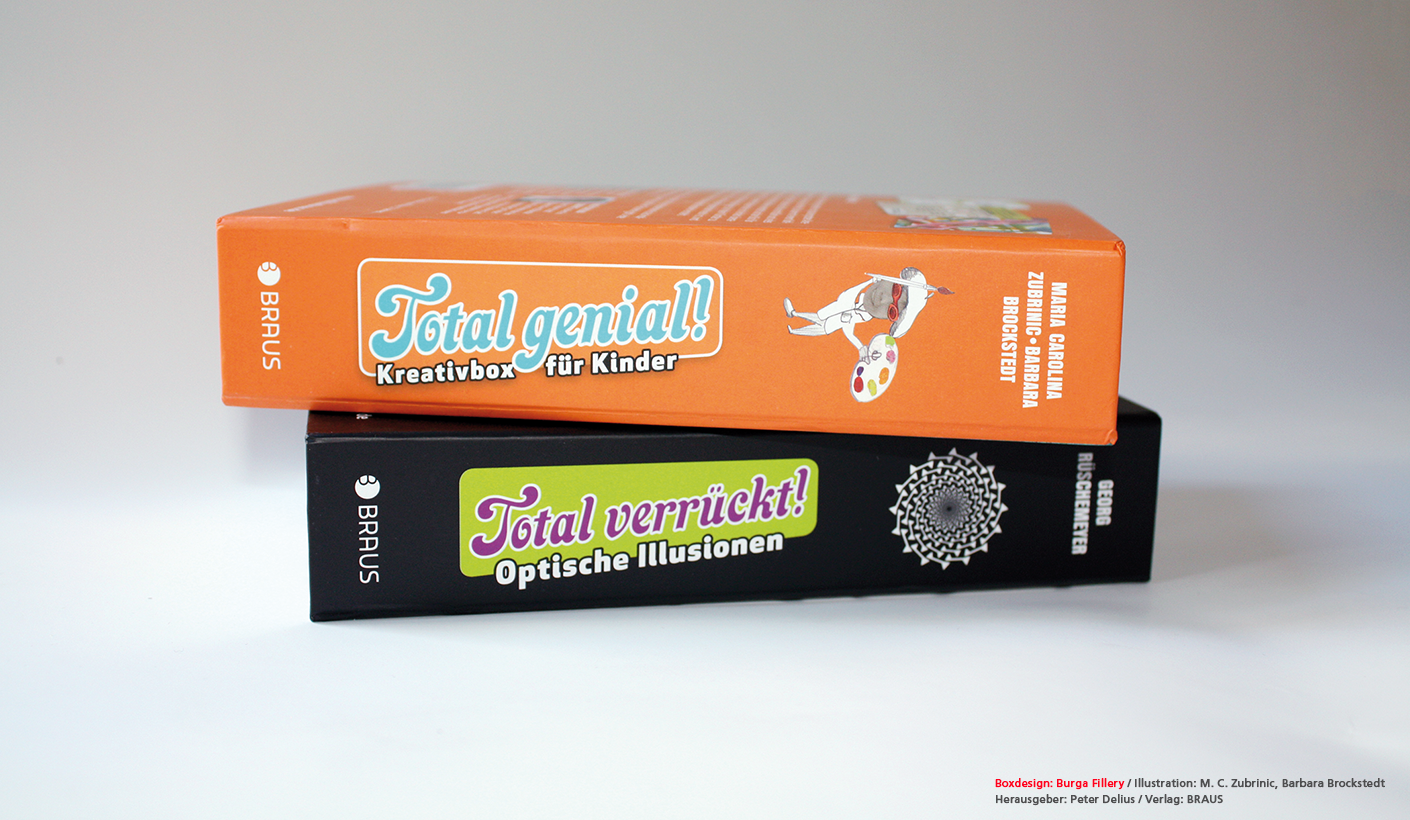 BRAUS
Total genial!
Kreativbox für Kinder
MARIA CAROLINA
ZUBRINIC • BARBARA
BROCKSTEDT
BRAUS
Total verrückt!
Optische Illusionen
GEORG
RÜSCHEMEYER
Boxdesign: Burga Fillery / Illustration: M. C. Zubrinic, Barbara Brockstedt
Herausgeber: Peter Delius / Verlag: BRAUS